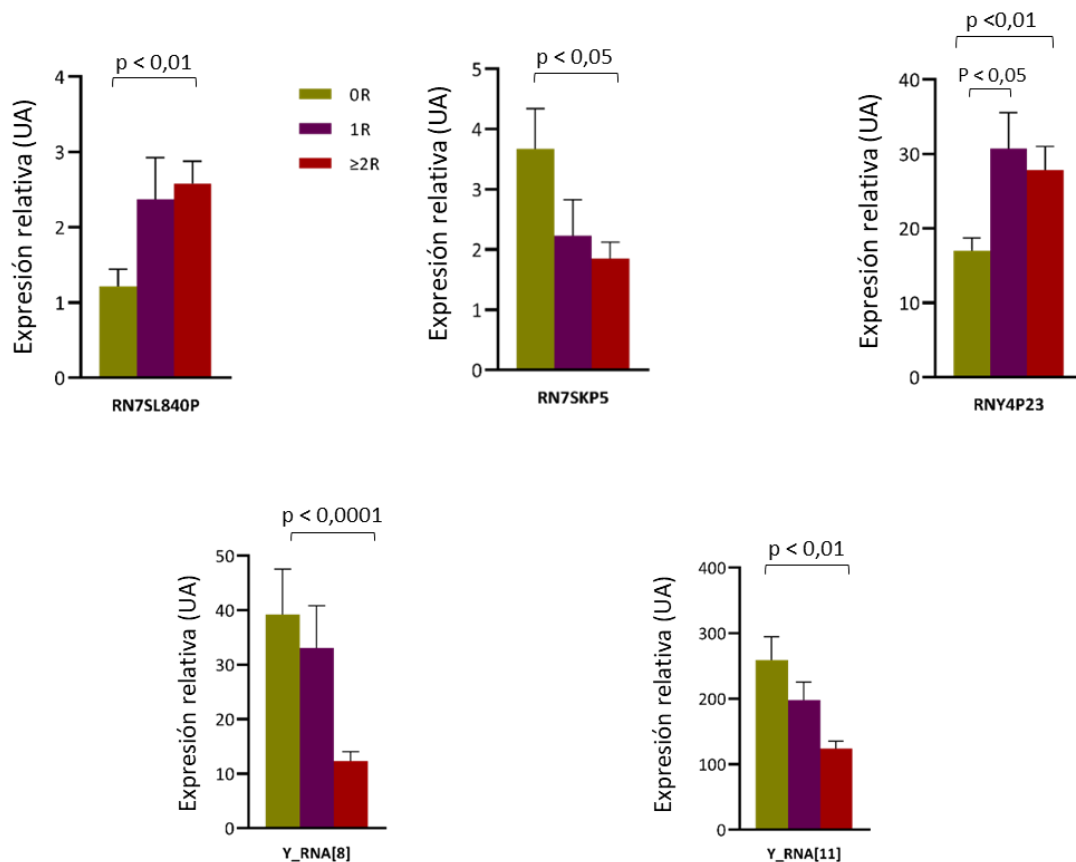 p < 0,01
Expresión relativa (UA)
4
3
2
1
0
RN7SL840P
0R
1R
≥2R
p < 0,05
Expresión relativa (UA)
5
4
3
2
1
0
RN7SKP5
p <0,01
P < 0,05
Expresión relativa (UA)
40
30
20
10
0
RNY4P23
p < 0,0001
Expresión relativa (UA)
50
40
30
20
10
0
Y_RNA[8]
p < 0,01
Expresión relativa (UA)
400
300
200
100
0
Y_RNA[11]